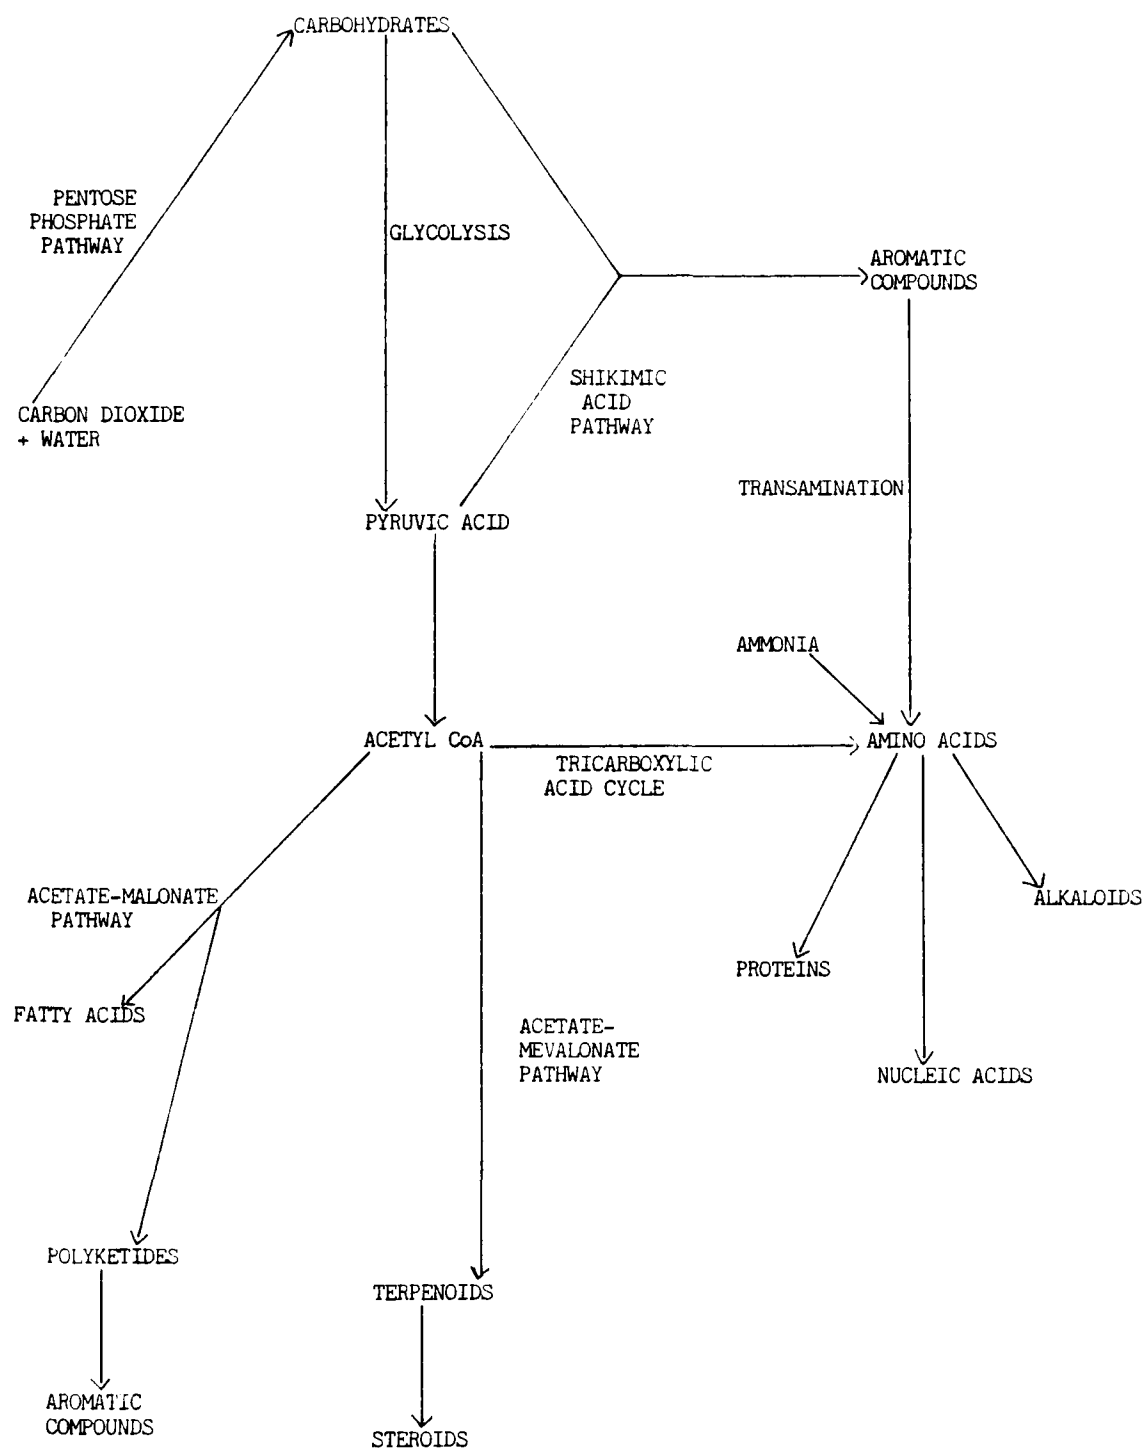 CARBOHYDRATES
PENTOSE
PHOSPHATE
PATHWAY
GLYCOLYSIS
AROMATIC
COMPOUNDS
SHIKIMIC
ACID
PATHWAY
CARBON DIOXIDE
+ WATER
TRANSAMINATION
PYRUVIC ACID
AMMONIA
ACETYL CoA
AMINO ACIDS
TRICARBOXYLIC
ACID CYCLE
ACETATE-MALONATE
PATHWAY
ALKALOIDS
PROTEINS
FATTY ACIDS
ACETATE-
MEVALONATE
PATHWAY
NUCLEIC ACIDS
POLYKETIDES
TERPENOIDS
AROMATIC
COMPOUNDS
STEROIDS